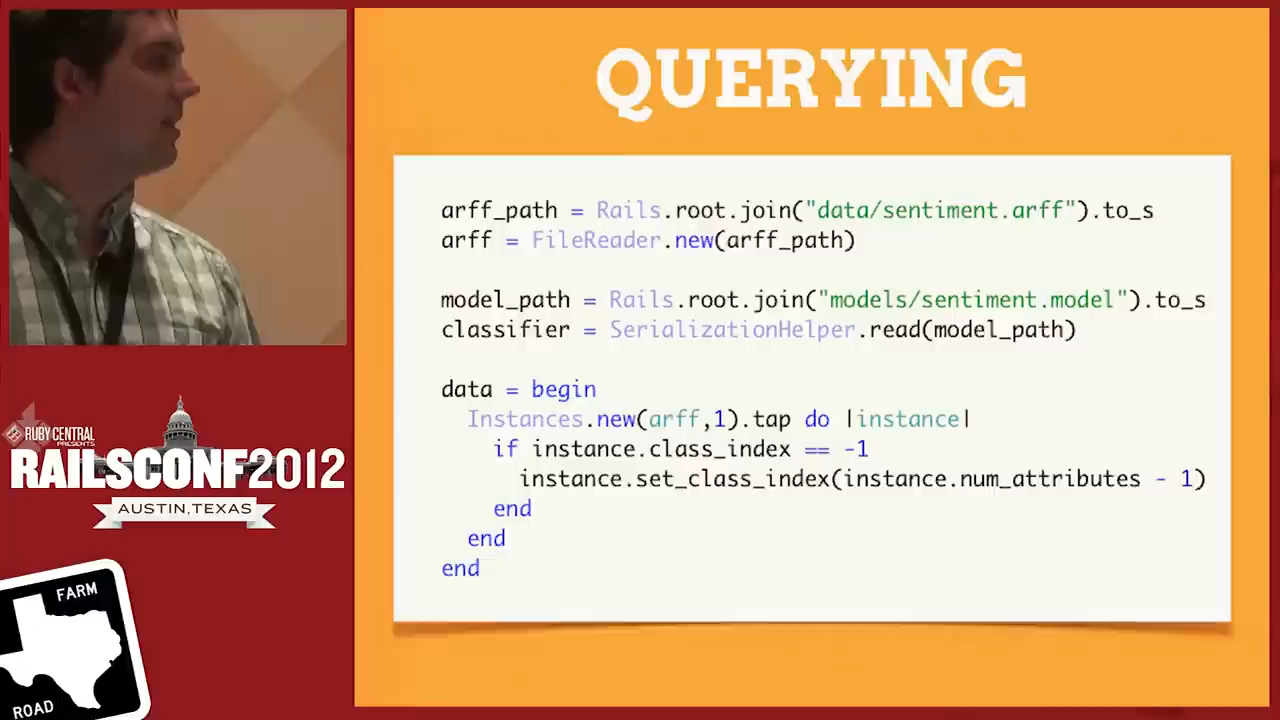 QUERYING
arff_path = Rails.root.join("data/sentiment.arff").to_s
arff = FileReader.new(arff_path)
model_path = Rails.root.join("models/sentiment.model").to_s
classifier = SerializationHelper.read(model_path)
data = begin
  Instances.new(arff,1).tap do |instance|
    if instance.class_index == -1
      instance.set_class_index(instance.num_attributes - 1)
    end
  end
end
RUBY CENTRAL
PRESENTS
RAILSCONF2012
AUSTIN,TEXAS
FARM
ROAD